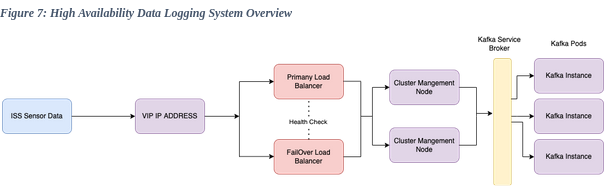 Figure 7: High Availability Data Logging System Overview
Kafka Service
Broker
Kafka Pods
ISS Sensor Data
VIP IP ADDRESS
Primany Load
Balancer
Health Check
FailOver Load
Balancer
Cluster Mangement
Node
Cluster Mangement
Node
Kafka Instance
Kafka Instance
Kafka Instance